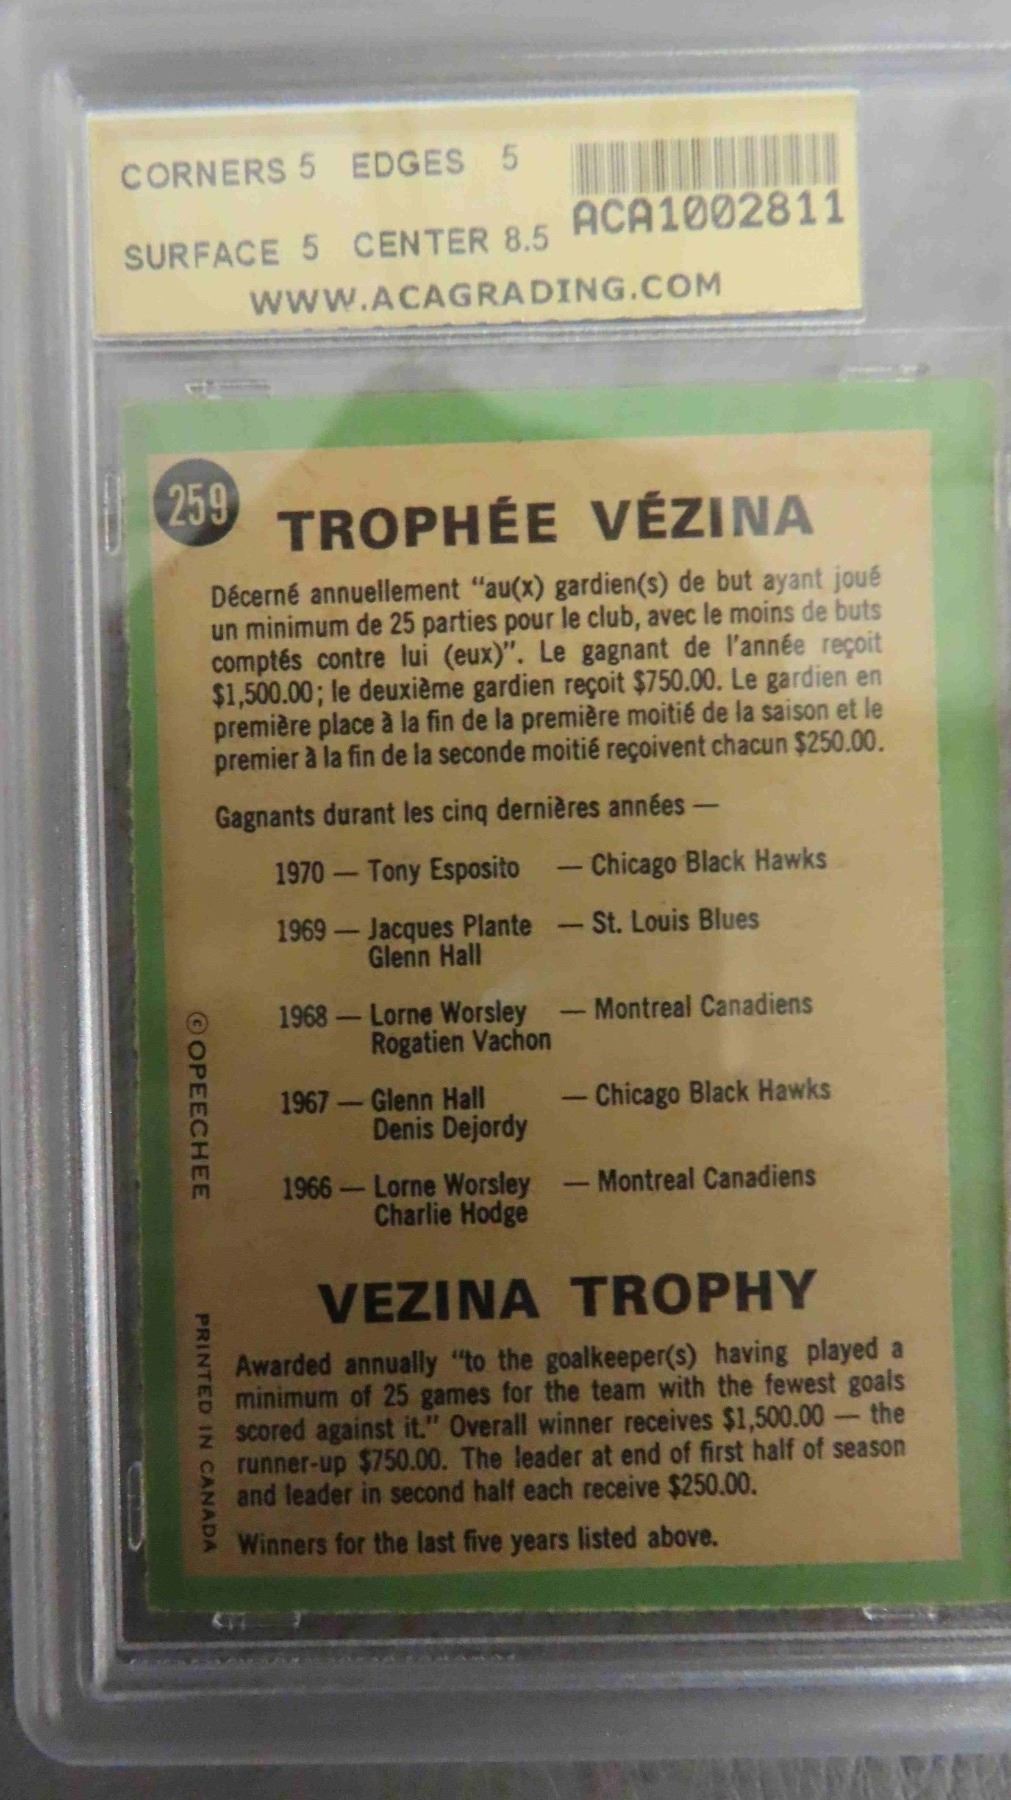 CORNERS 5 EDGES 5
SURFACE 5 CENTER 8.5
ACA1002811
WWW.ACAGRADING.COM
259
TROPHÉE VÉZINA
Décerné annuellement “au(x) gardien(s) de but ayant joué
un minimum de 25 parties pour le club, avec le moins de buts
comptés contre lui (eux)”. Le gagnant de l'année reçoit
$1,500.00; le deuxième gardien reçoit $750.00. Le gardien en
première place à la fin de la première moitié de la saison et le
premier à la fin de la seconde moitié reçoivent chacun $250.00.
Gagnants durant les cinq dernières années —
1970 — Tony Esposito — Chicago Black Hawks
1969 — Jacques Plante — St. Louis Blues
Glenn Hall
1968 — Lorne Worsley — Montreal Canadiens
Rogatien Vachon
1967 — Glenn Hall — Chicago Black Hawks
Denis Dejordy
1966 — Lorne Worsley — Montreal Canadiens
Charlie Hodge
VEZINA TROPHY
Awarded annually “to the goalkeeper(s) having played a
minimum of 25 games for the team with the fewest goals
scored against it.” Overall winner receives $1,500.00 — the
runner-up $750.00. The leader at end of first half of season
and leader in second half each receive $250.00.
Winners for the last five years listed above.
© OPEECHEE
PRINTED IN CANADA